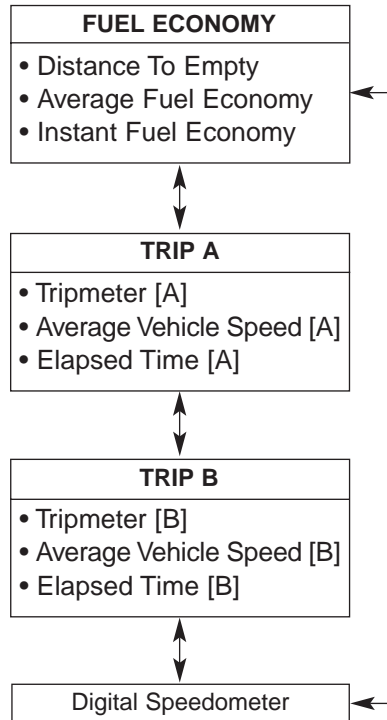 FUEL ECONOMY
• Distance To Empty
• Average Fuel Economy
• Instant Fuel Economy
TRIP A
• Tripmeter [A]
• Average Vehicle Speed [A]
• Elapsed Time [A]
TRIP B
• Tripmeter [B]
• Average Vehicle Speed [B]
• Elapsed Time [B]
Digital Speedometer